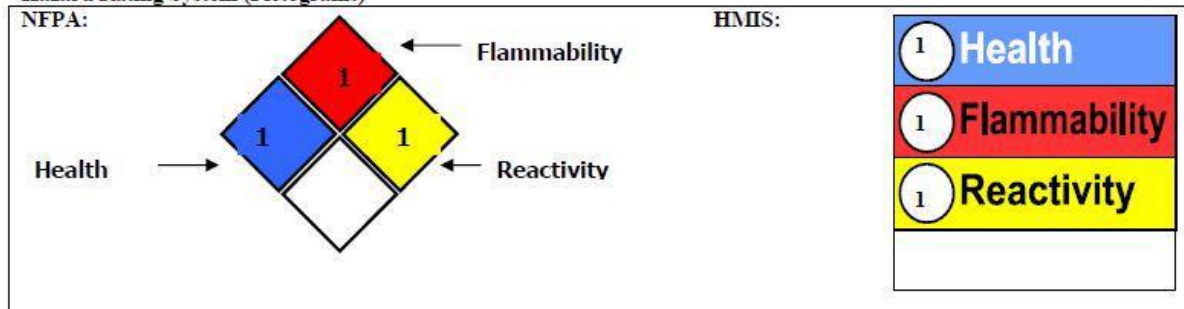 NFPA:
HMIS:
1
Flammability
1
1
Health
Reactivity
1 Health
1 Flammability
1 Reactivity